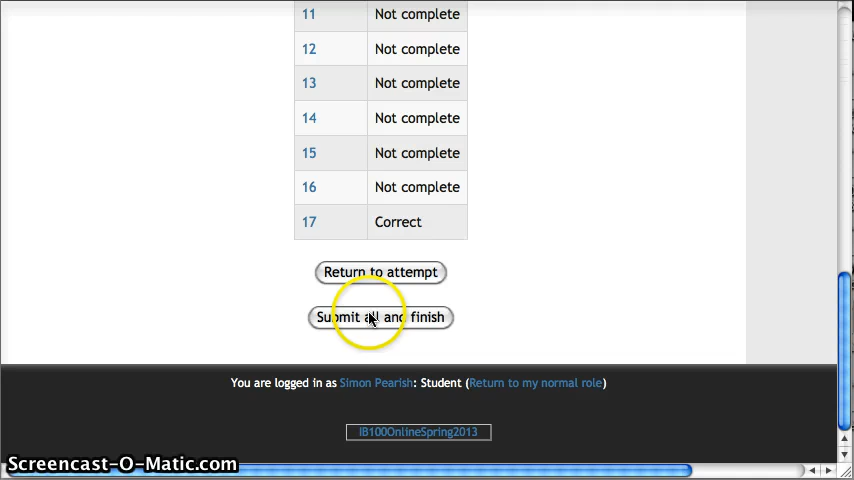 11 Not complete
12 Not complete
13 Not complete
14 Not complete
15 Not complete
16 Not complete
17 Correct
Return to attempt
Submit all and finish
You are logged in as Simon Pearish: Student (Return to my normal role)
IB100OnlineSpring2013
Screencast-O-Matic.com